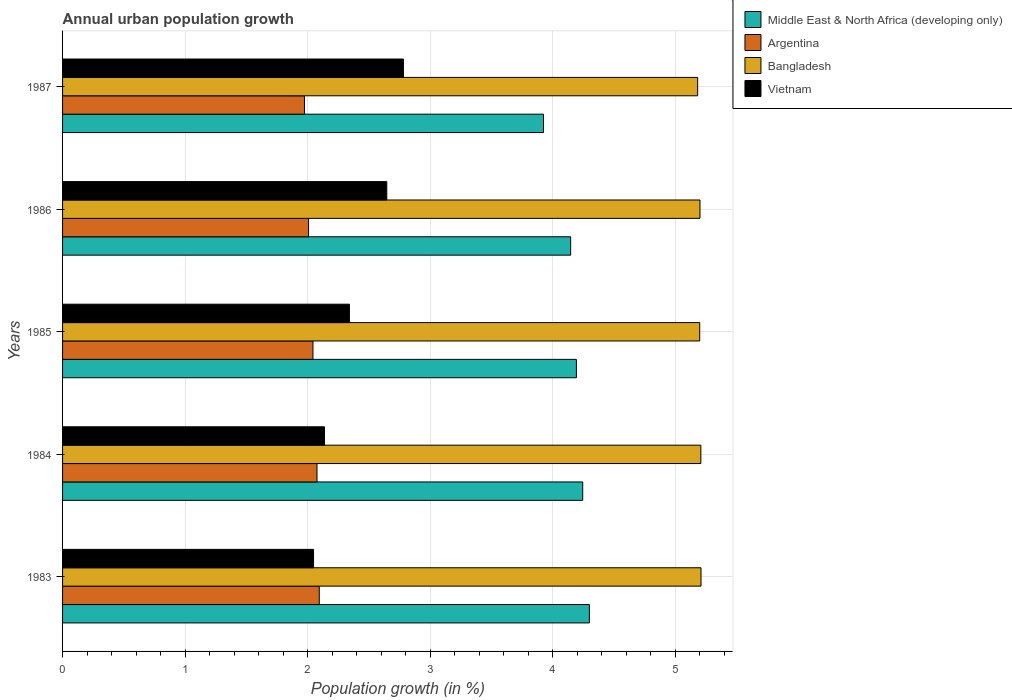 Annual urban population growth
Middle East & North Africa (developing only)
Argentina
Bangladesh
Vietnam
Years
1987
1986
1985
1984
1983
0
1
2
3
4
5
Population growth (in %)